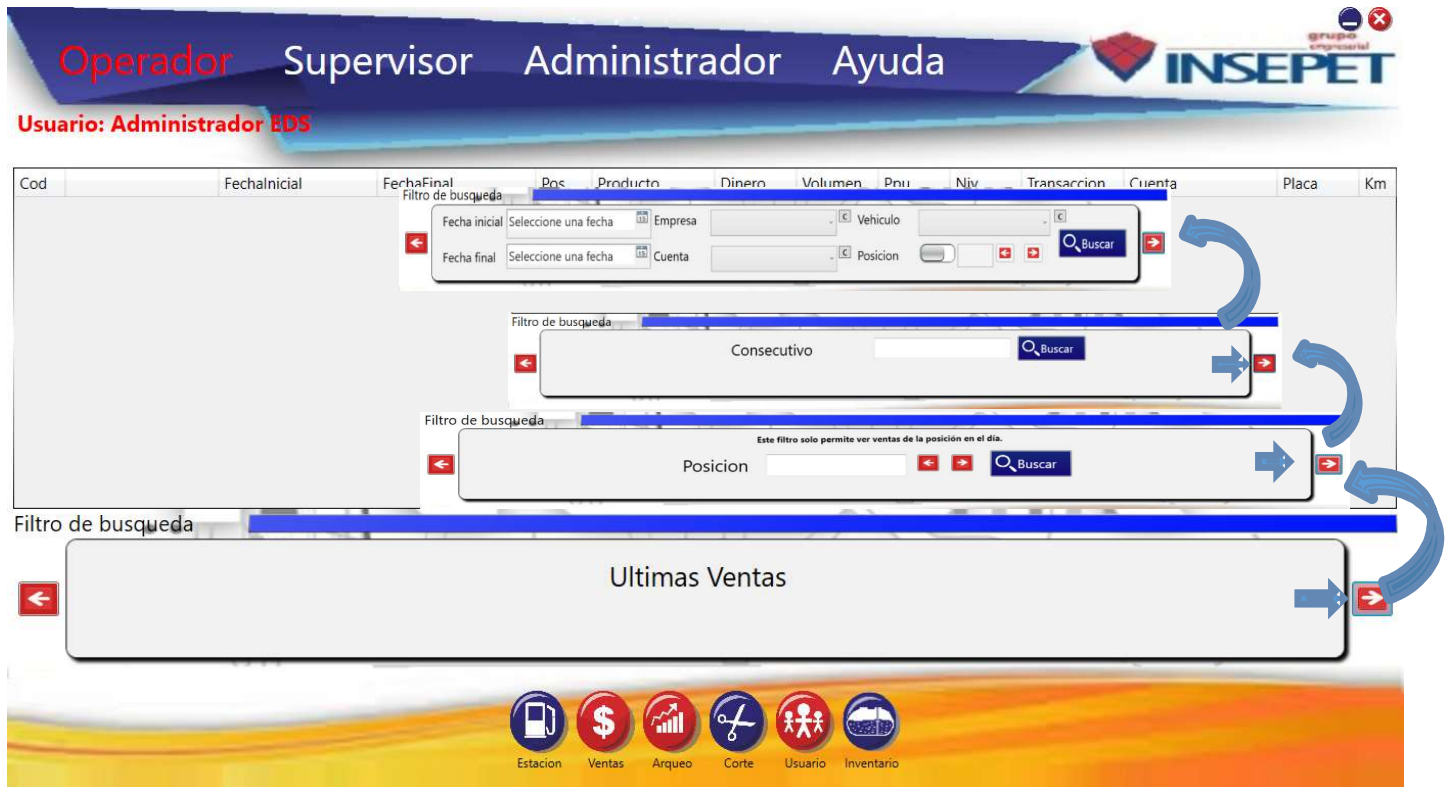 Operador Supervisor Administrador Ayuda
grupo
empresarial
INSEPET
Usuario: Administrador EDS
Cod FechaInicial FechaFinal Pos Producto Dinero Volumen Ppu Niv Transaccion Cuenta Placa Km
Filtro de busqueda
Fecha inicial Seleccione una fecha 15 Empresa C Vehiculo C
Buscar
Fecha final Seleccione una fecha 15 Cuenta C Posicion
Filtro de busqueda
Consecutivo Buscar
Filtro de busqueda
Este filtro solo permite ver ventas de la posición en el día.
Posicion Buscar
Filtro de busqueda
Ultimas Ventas
Estacion Ventas Arqueo Corte Usuario Inventario